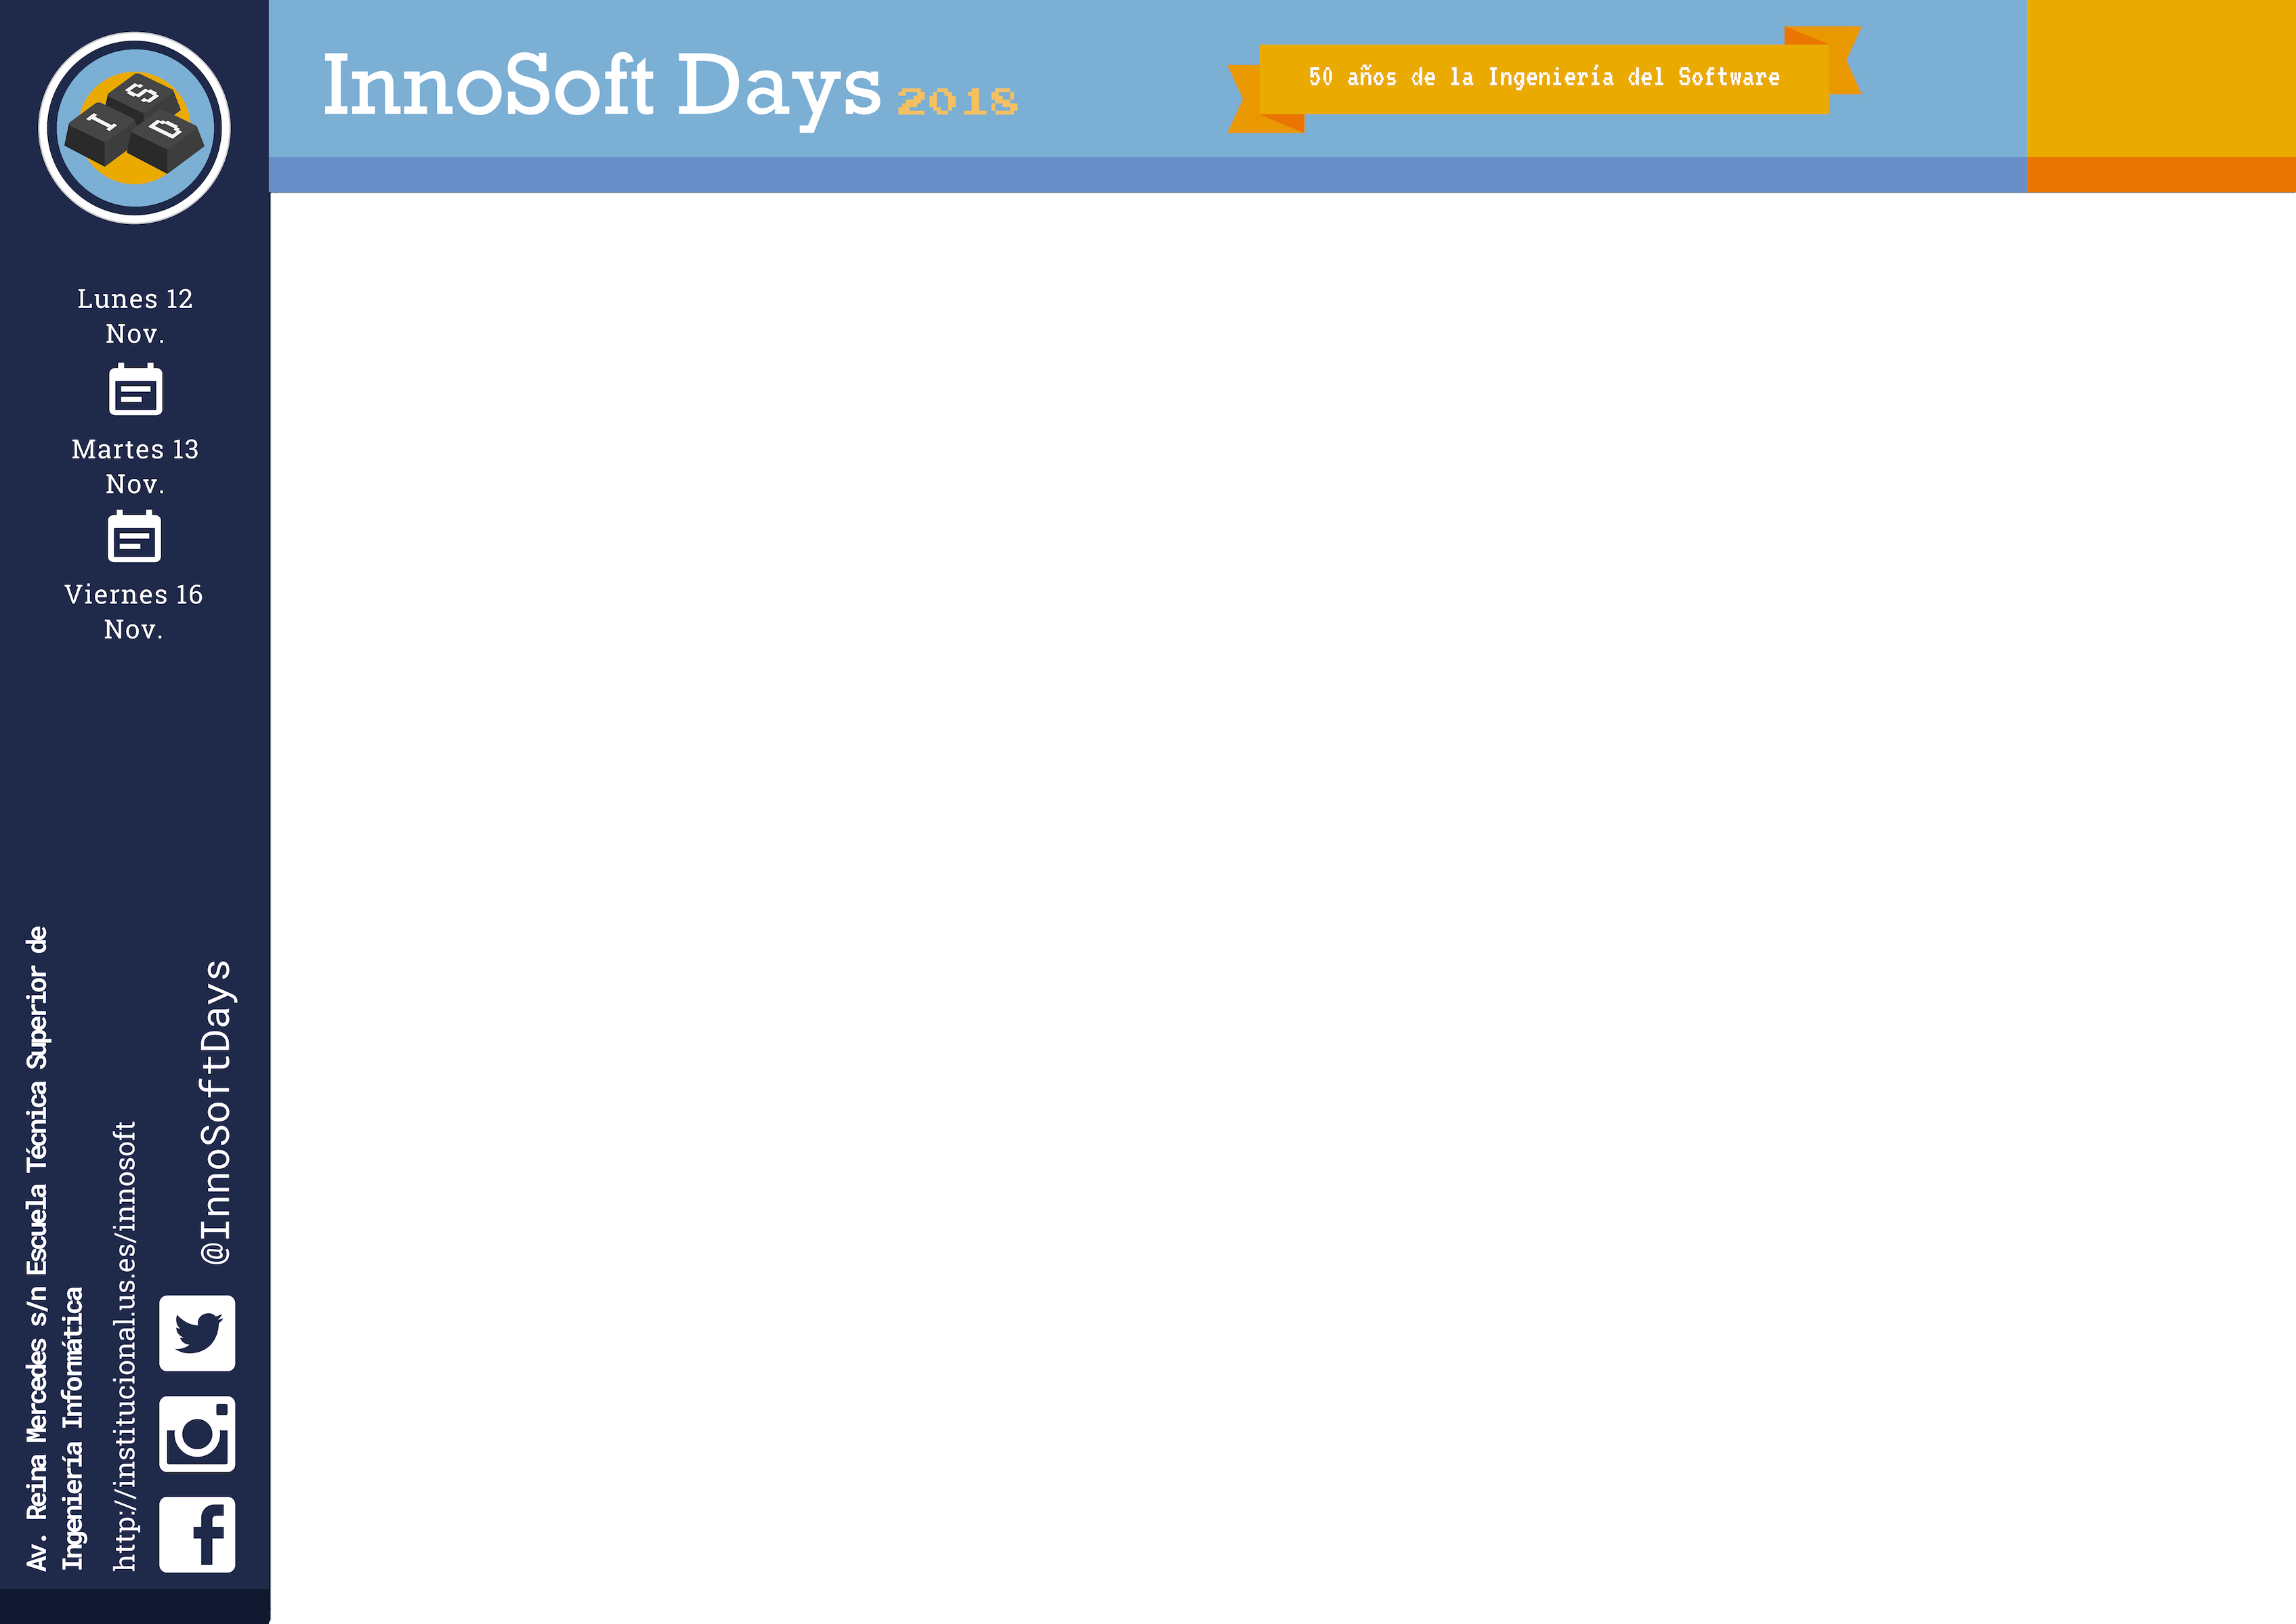 InnoSoft Days 2018
50 años de la Ingeniería del Software
I S D
Lunes 12
Nov.
Martes 13
Nov.
Viernes 16
Nov.
Av. Reina Mercedes s/n Escuela Técnica Superior de
Ingeniería Informática
http://institucional.us.es/innosoft
@InnoSoftDays